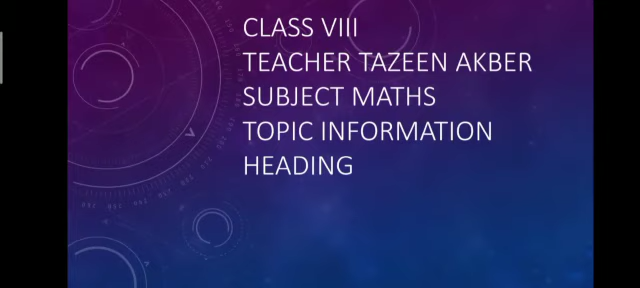 CLASS VIII
TEACHER TAZEEN AKBER
SUBJECT MATHS
TOPIC INFORMATION
HEADING